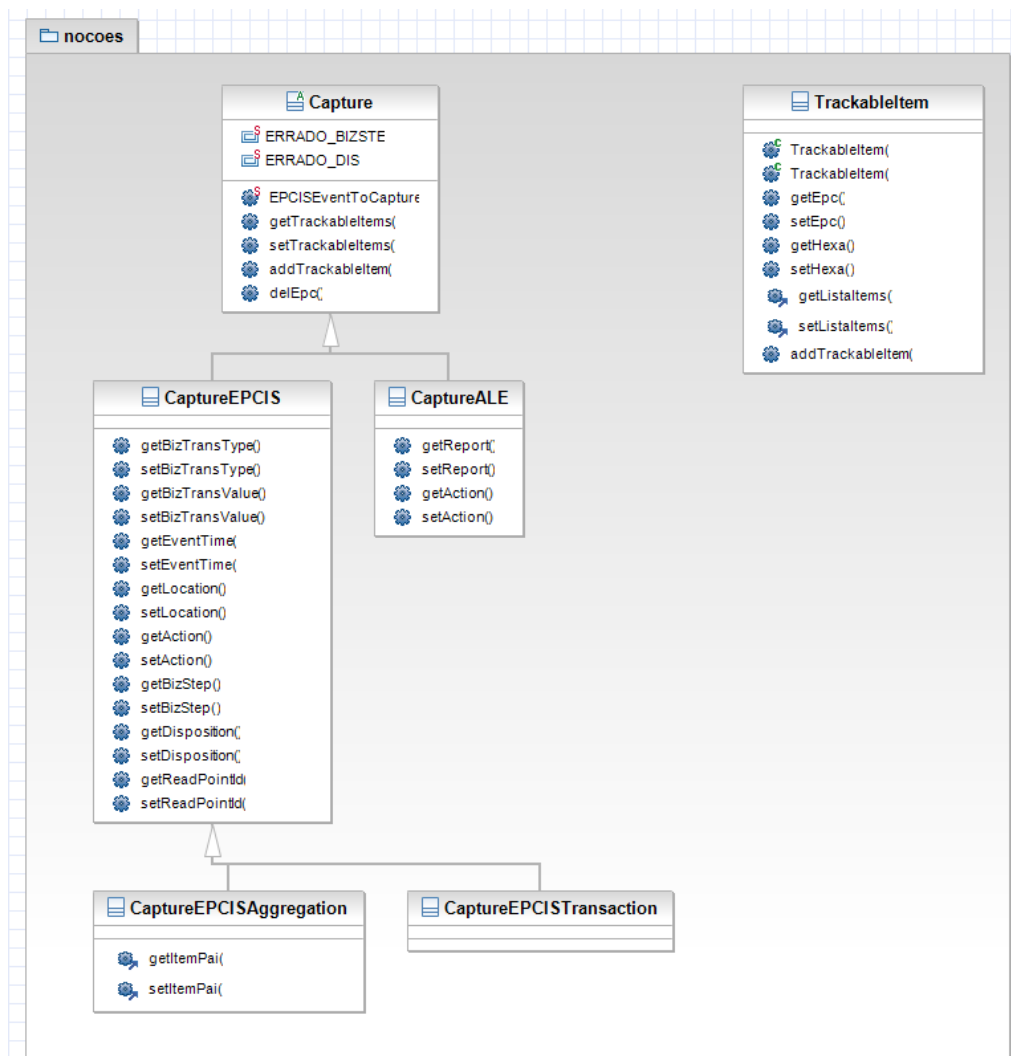 nocoes
Capture
ERRADO_BIZSTE
ERRADO_DIS
EPCISEventToCapture
getTrackableItems(
setTrackableItems(
addTrackableItem(
delEpc(
TrackableItem
TrackableItem(
TrackableItem(
getEpc(
setEpc()
getHexa()
setHexa()
getListaItems(
setListaItems(
addTrackableItem(
CaptureEPCIS
getBizTransType()
setBizTransType()
getBizTransValue()
setBizTransValue()
getEventTime(
setEventTime(
getLocation()
setLocation()
getAction()
setAction()
getBizStep()
setBizStep()
getDisposition(
setDisposition(
getReadPointId(
setReadPointId(
CaptureALE
getReport(
setReport()
getAction()
setAction()
CaptureEPCISAggregation
getItemPai(
setItemPai(
CaptureEPCISTransaction